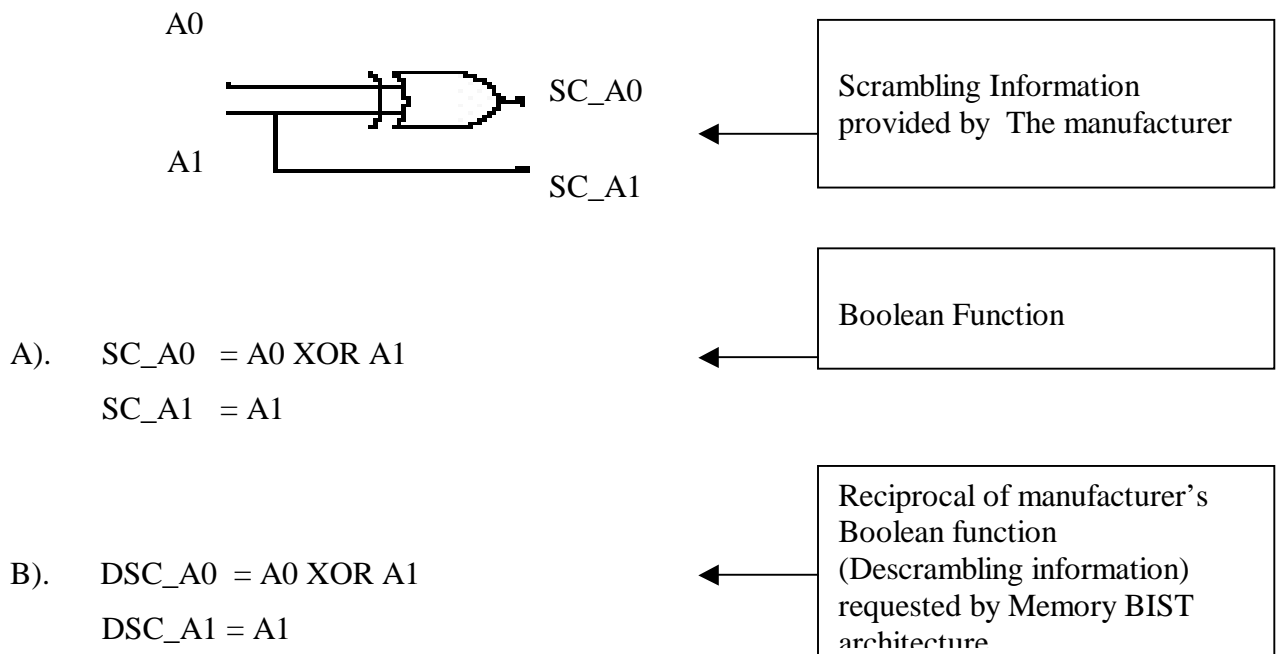 A0
SC_A0
A1
SC_A1
Scrambling Information
provided by The manufacturer
Boolean Function
A). SC_A0 = A0 XOR A1
SC_A1 = A1
Reciprocal of manufacturer’s
Boolean function
(Descrambling information)
requested by Memory BIST
architecture
B). DSC_A0 = A0 XOR A1
DSC_A1 = A1